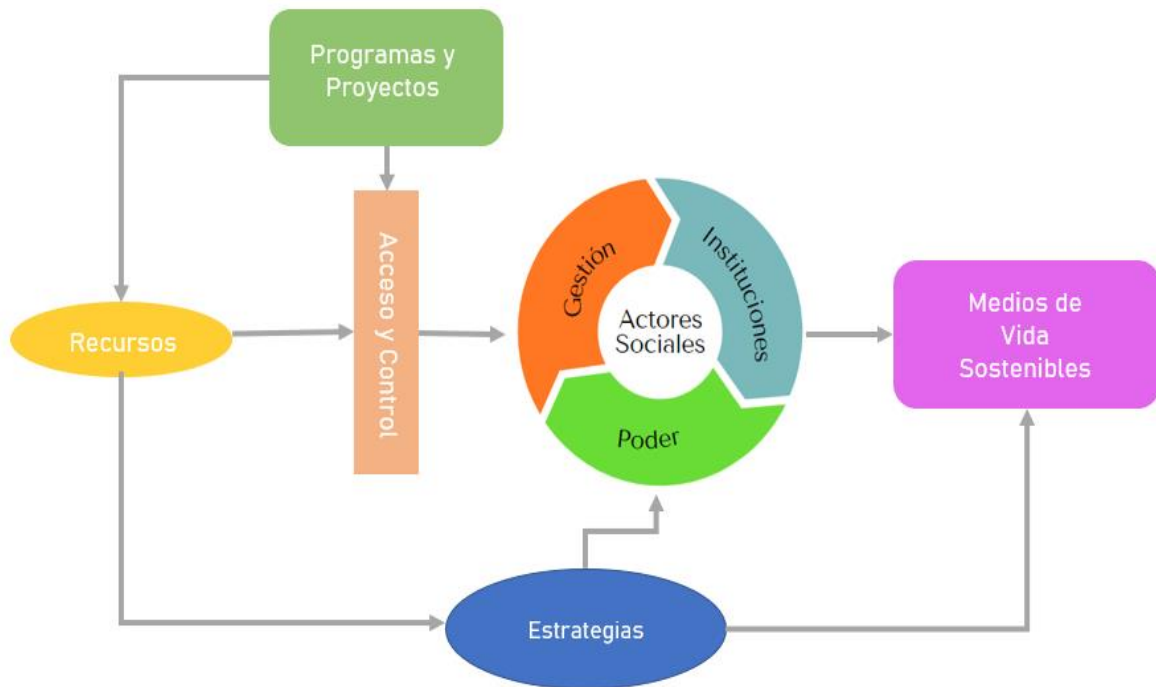 Programas y
Proyectos
Acceso y Control
Recursos
Gestión
Instituciones
Actores
Sociales
Poder
Medios de
Vida
Sostenibles
Estrategias